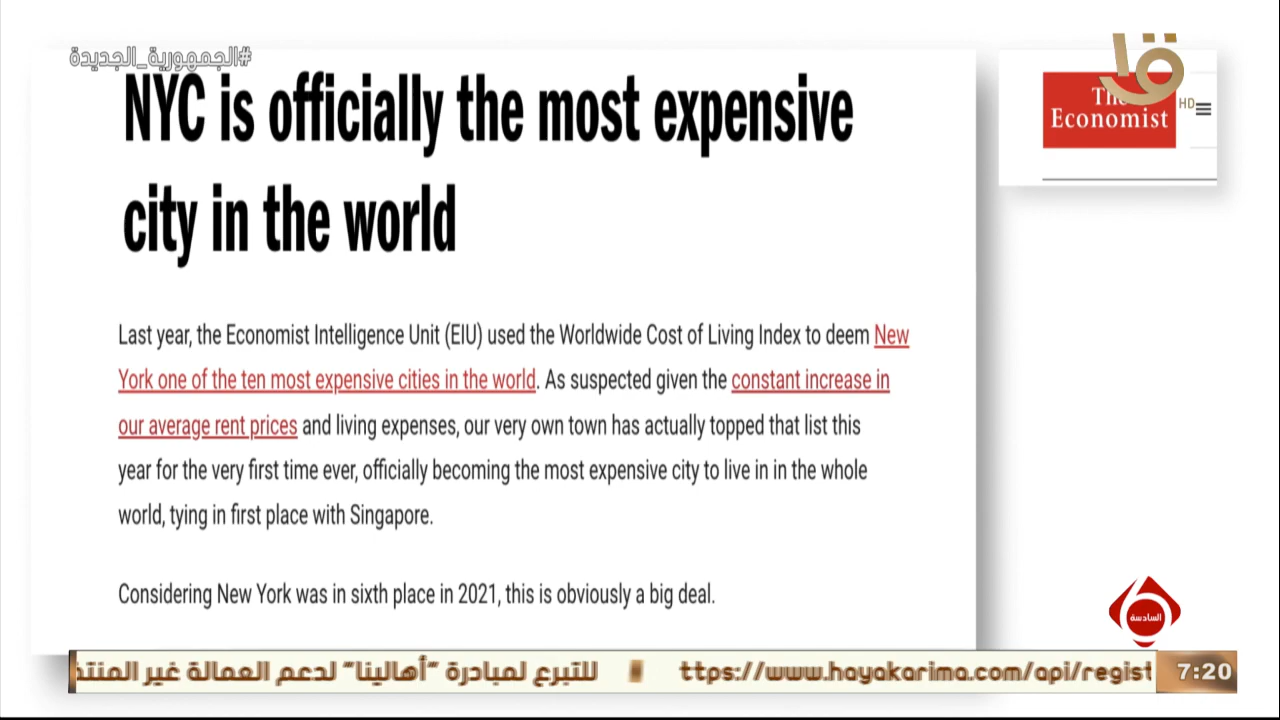 #الجمهورية_الجديدة
NYC is officially the most expensive
city in the world
Last year, the Economist Intelligence Unit (EIU) used the Worldwide Cost of Living Index to deem New
York one of the ten most expensive cities in the world. As suspected given the constant increase in
our average rent prices and living expenses, our very own town has actually topped that list this
year for the very first time ever, officially becoming the most expensive city to live in in the whole
world, tying in first place with Singapore.
Considering New York was in sixth place in 2021, this is obviously a big deal.
The
Economist
HD
السادسة
ttps://www.hayakarima.com/api/regist
للتبرع لمبادرة "أهالينا" لدعم العمالة غير المنتظ
7:20